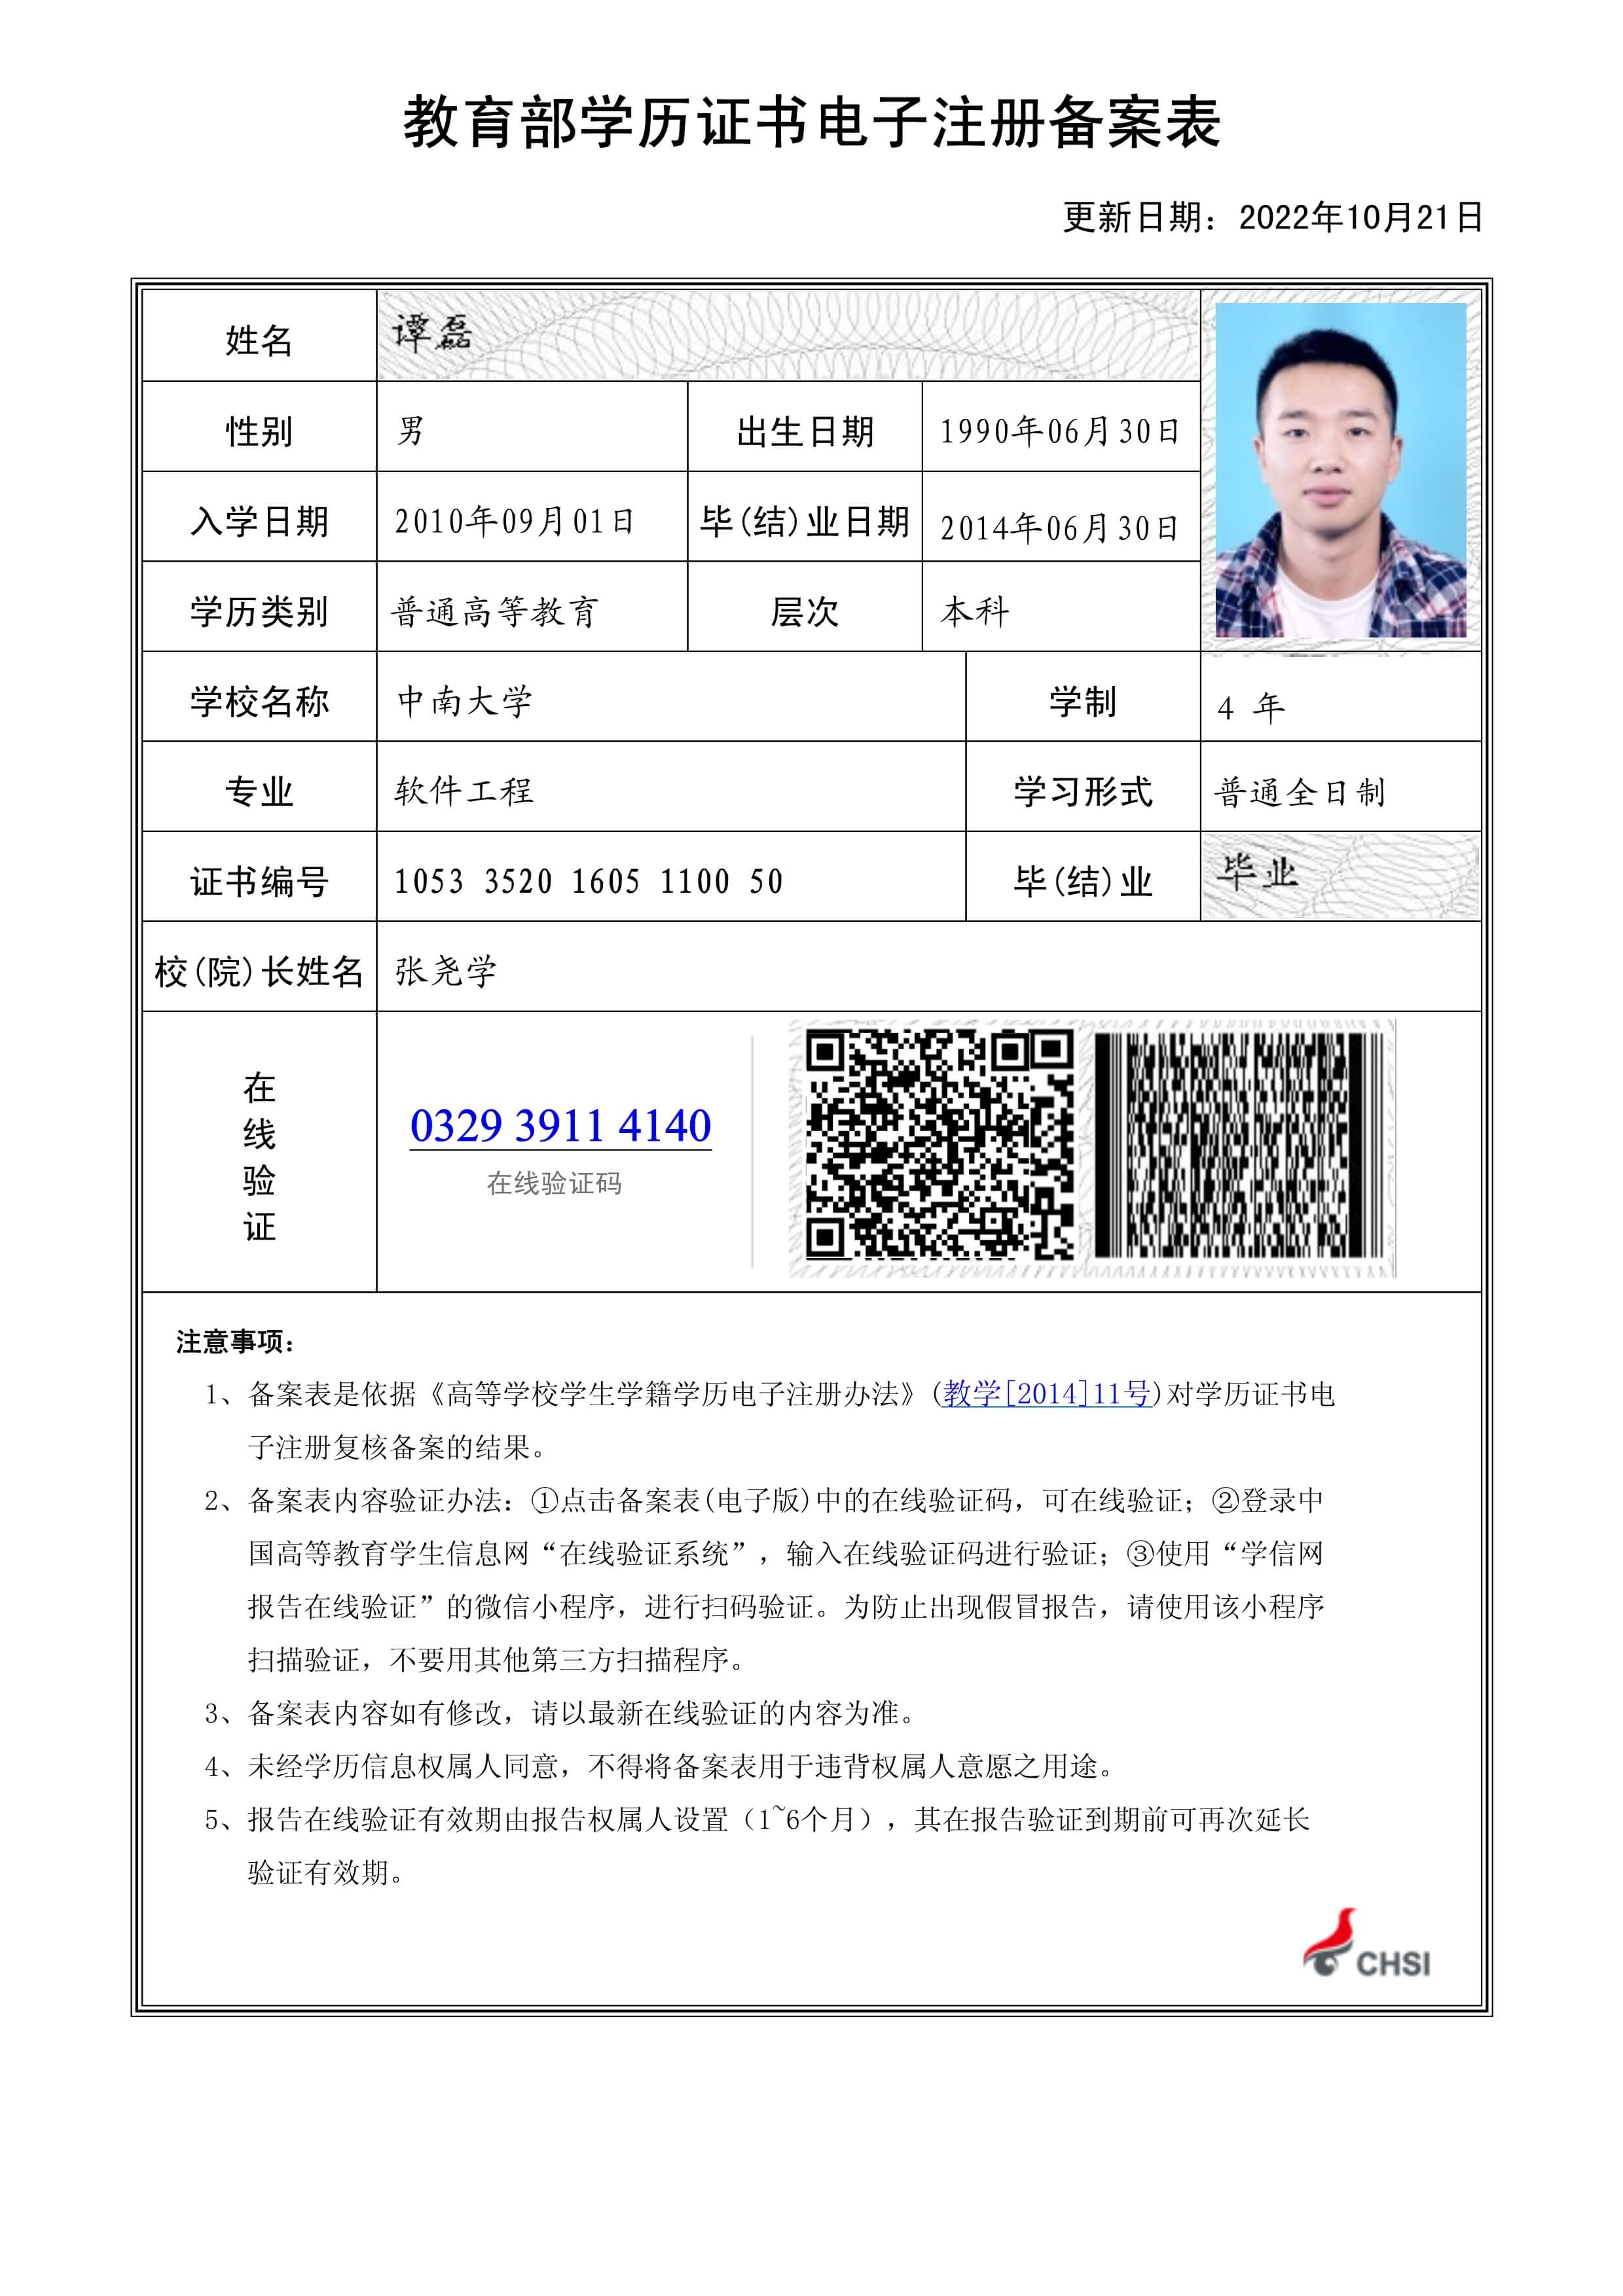 教育部学历证书电子注册备案表
更新日期：2022年10月21日
姓名 谭磊
性别 男 出生日期 1990年06月30日
入学日期 2010年09月01日 毕(结)业日期 2014年06月30日
学历类别 普通高等教育 层次 本科
学校名称 中南大学 学制 4 年
专业 软件工程 学习形式 普通全日制
证书编号 1053 3520 1605 1100 50 毕(结)业 毕业
校(院)长姓名 张尧学
在线验证
0329 3911 4140
在线验证码
注意事项：
1、备案表是依据《高等学校学生学籍学历电子注册办法》(教学[2014]11号)对学历证书电
子注册复核备案的结果。
2、备案表内容验证办法：①点击备案表(电子版)中的在线验证码，可在线验证；②登录中
国高等教育学生信息网“在线验证系统”，输入在线验证码进行验证；③使用“学信网
报告在线验证”的微信小程序，进行扫码验证。为防止出现假冒报告，请使用该小程序
扫描验证，不要用其他第三方扫描程序。
3、备案表内容如有修改，请以最新在线验证的内容为准。
4、未经学历信息权属人同意，不得将备案表用于违背权属人意愿之用途。
5、报告在线验证有效期由报告权属人设置（1~6个月），其在报告验证到期前可再次延长
验证有效期。
CHSI